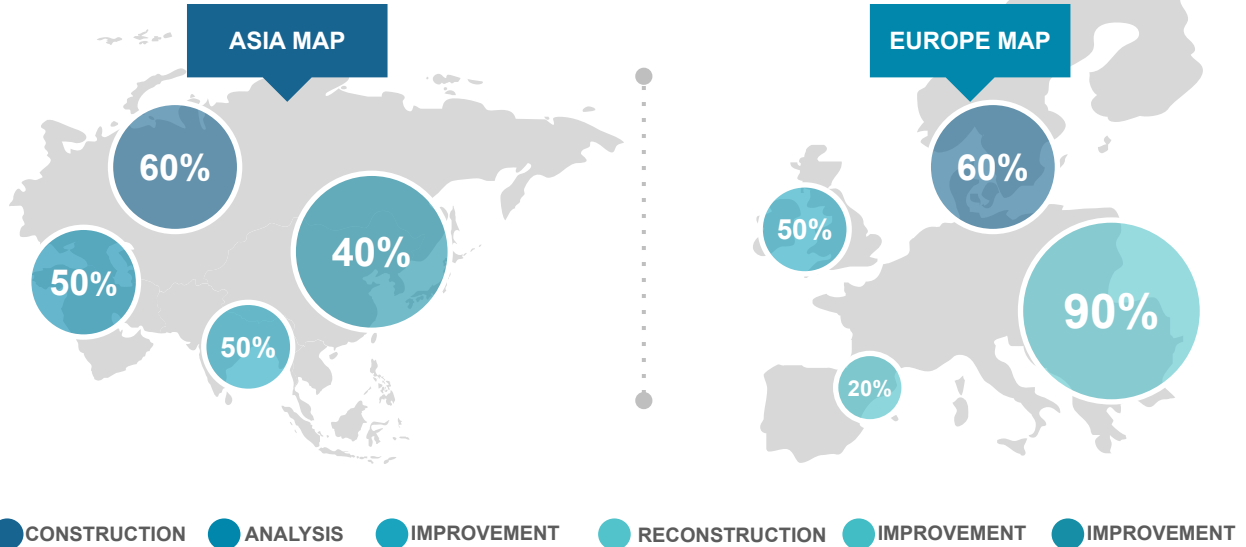 ASIA MAP
EUROPE MAP
60%
60%
50%
40%
50%
90%
50%
20%
CONSTRUCTION
ANALYSIS
IMPROVEMENT
RECONSTRUCTION
IMPROVEMENT
IMPROVEMENT